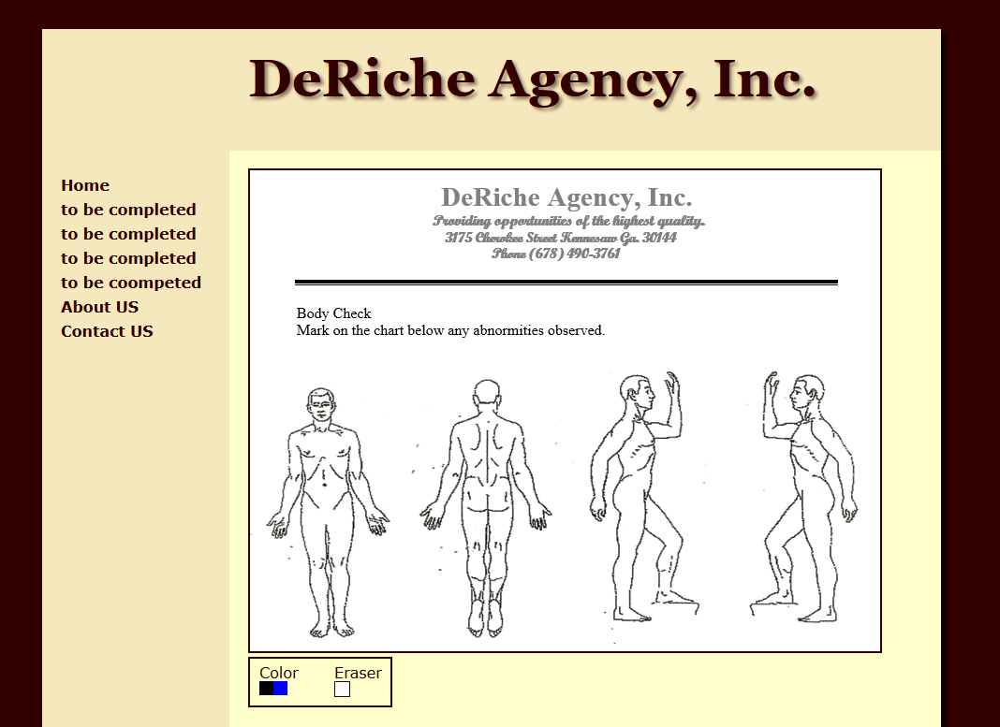 DeRiche Agency, Inc.
Home
to be completed
to be completed
to be completed
to be coompeted
About US
Contact US
DeRiche Agency, Inc.
Providing opportunities of the highest quality.
3175 Cherokee Street Kennesaw Ga. 30144
Phone (678) 490-3761
Body Check
Mark on the chart below any abnormities observed.
Color Eraser